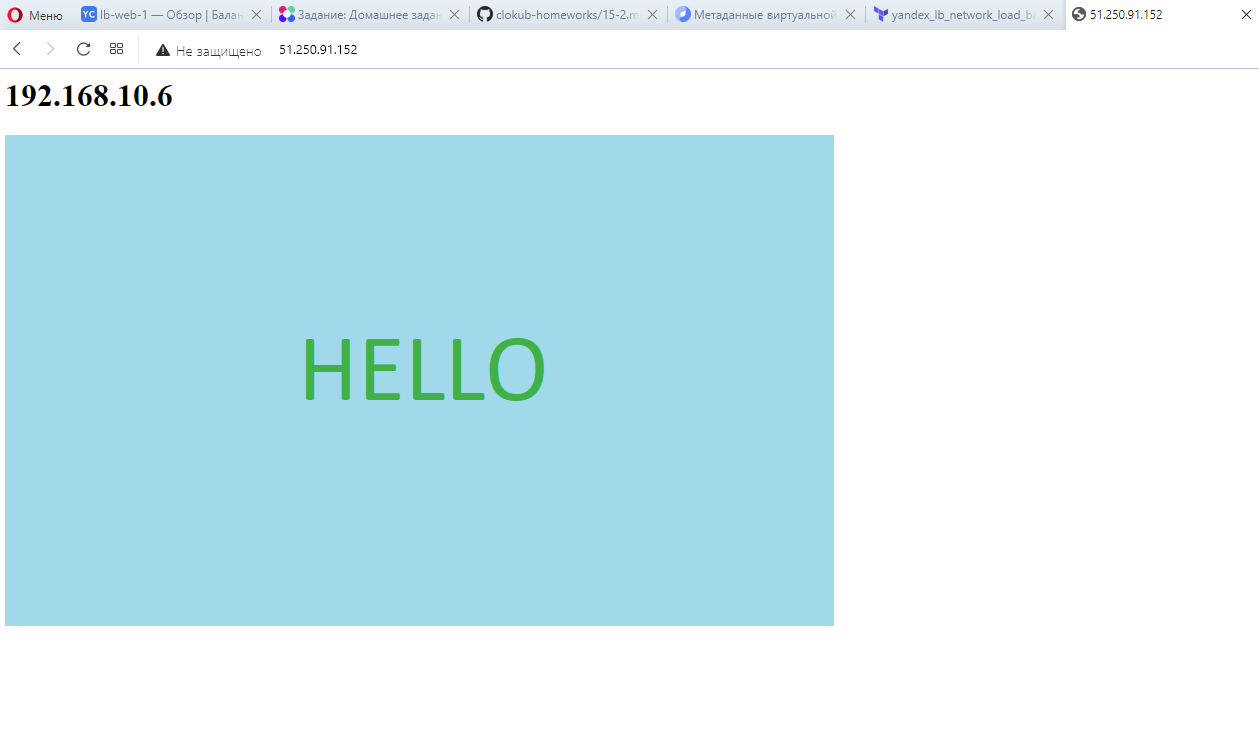 Меню
YC lb-web-1 — Обзор | Балан
Задание: Домашнее задан
clokub-homeworks/15-2.m
Метаданные виртуальной
yandex_lb_network_load_ba
51.250.91.152
Не защищено 51.250.91.152
192.168.10.6
HELLO